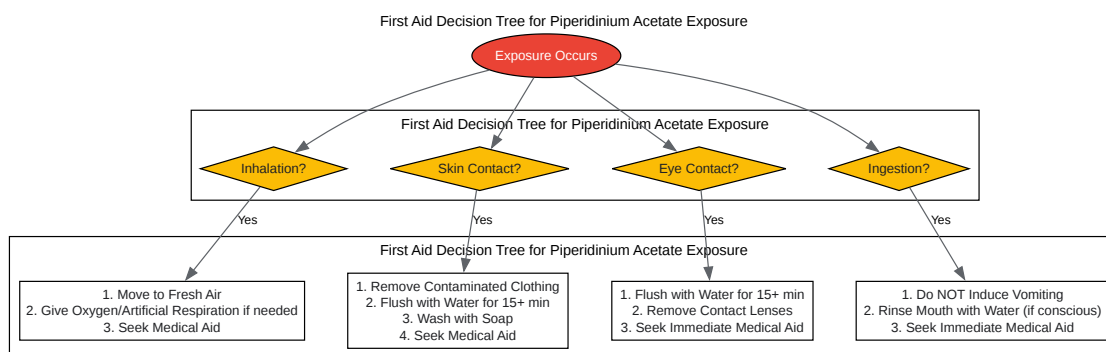 First Aid Decision Tree for Piperidinium Acetate Exposure
Exposure Occurs
First Aid Decision Tree for Piperidinium Acetate Exposure
Inhalation?
Skin Contact?
Eye Contact?
Ingestion?
Yes
Yes
Yes
Yes
First Aid Decision Tree for Piperidinium Acetate Exposure
1. Move to Fresh Air
2. Give Oxygen/Artificial Respiration if needed
3. Seek Medical Aid
1. Remove Contaminated Clothing
2. Flush with Water for 15+ min
3. Wash with Soap
4. Seek Medical Aid
1. Flush with Water for 15+ min
2. Remove Contact Lenses
3. Seek Immediate Medical Aid
1. Do NOT Induce Vomiting
2. Rinse Mouth with Water (if conscious)
3. Seek Immediate Medical Aid